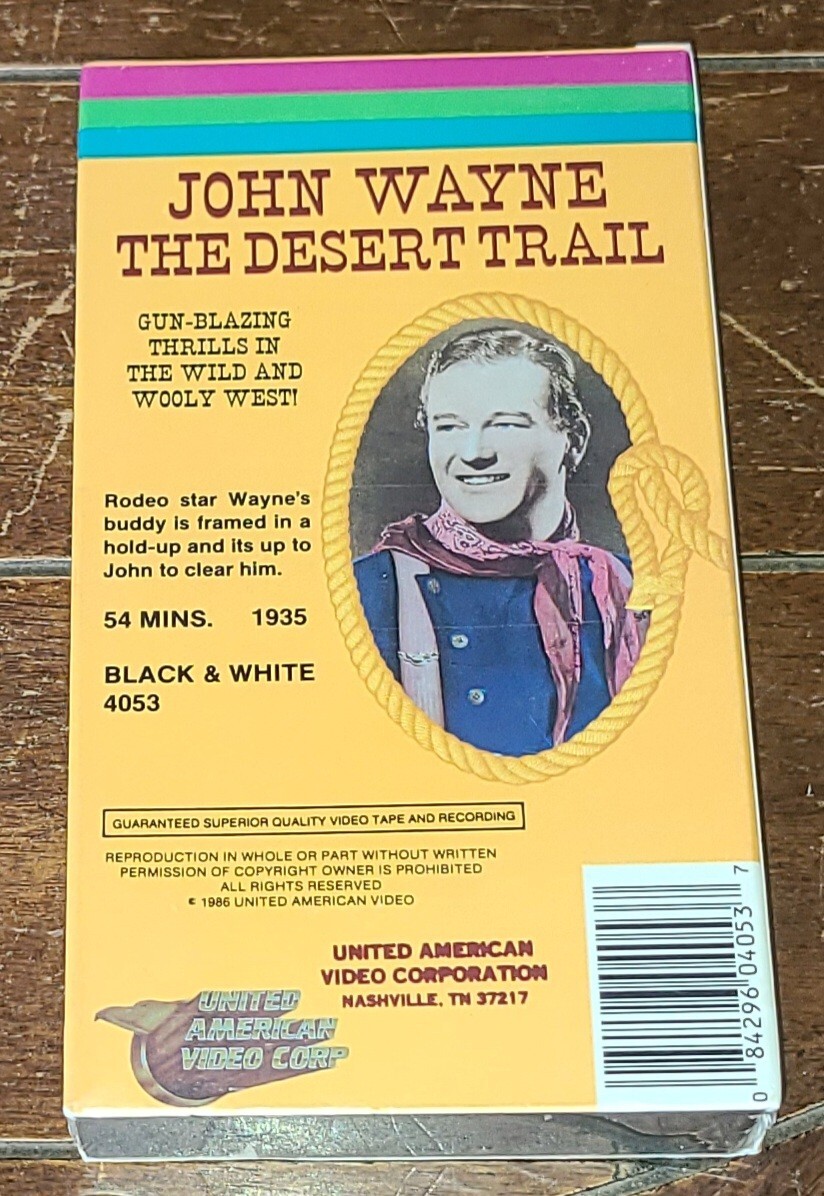 JOHN WAYNE
THE DESERT TRAIL
GUN-BLAZING
THRILLS IN
THE WILD AND
WOOLY WEST!
Rodeo star Wayne's
buddy is framed in a
hold-up and its up to
John to clear him.
54 MINS. 1935
BLACK & WHITE
4053
GUARANTEED SUPERIOR QUALITY VIDEO TAPE AND RECORDING
REPRODUCTION IN WHOLE OR PART WITHOUT WRITTEN
PERMISSION OF COPYRIGHT OWNER IS PROHIBITED
ALL RIGHTS RESERVED
© 1986 UNITED AMERICAN VIDEO
UNITED AMERICAN
VIDEO CORPORATION
NASHVILLE, TN 37217
UNITED
AMERICAN
VIDEO CORP
0 84296 04053 7